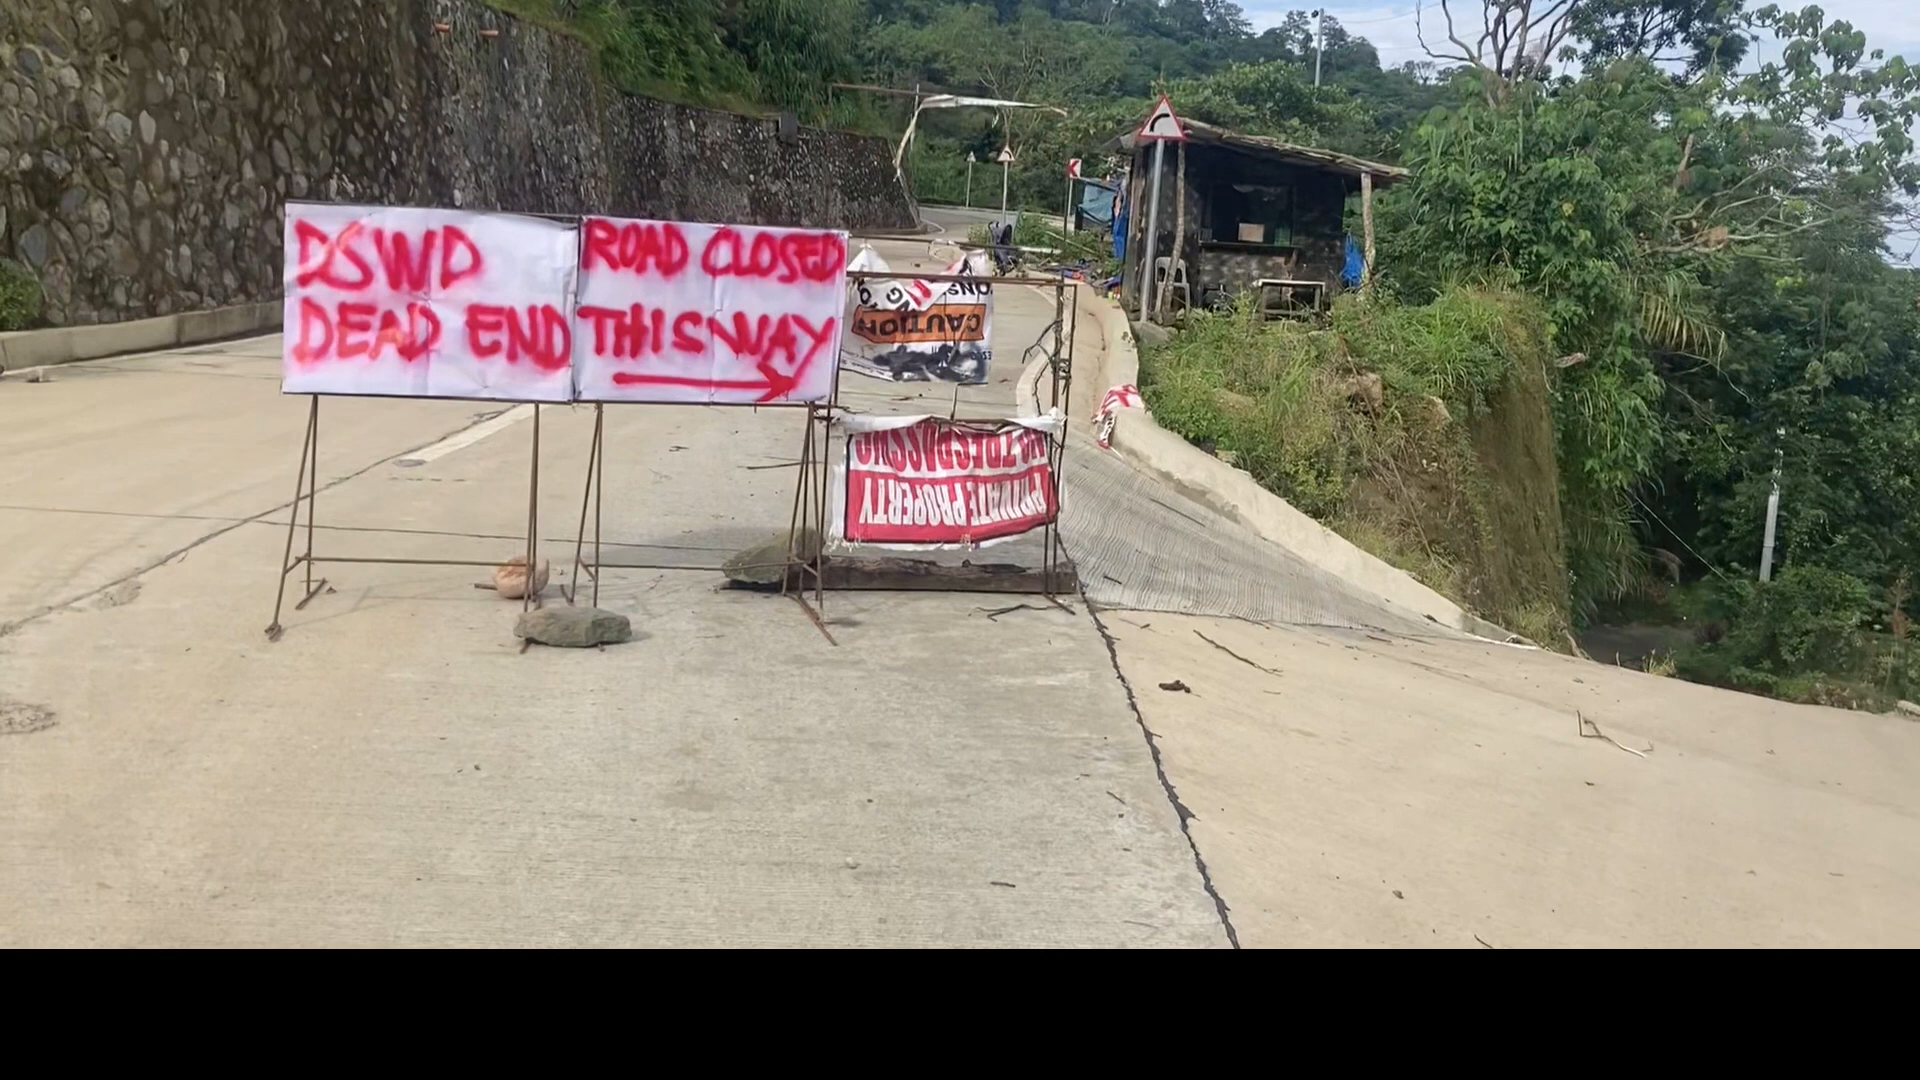 DSWD
DEAD END
ROAD CLOSED
THIS WAY
CAUTION
PRIVATE PROPERTY
NO TRESPASSING